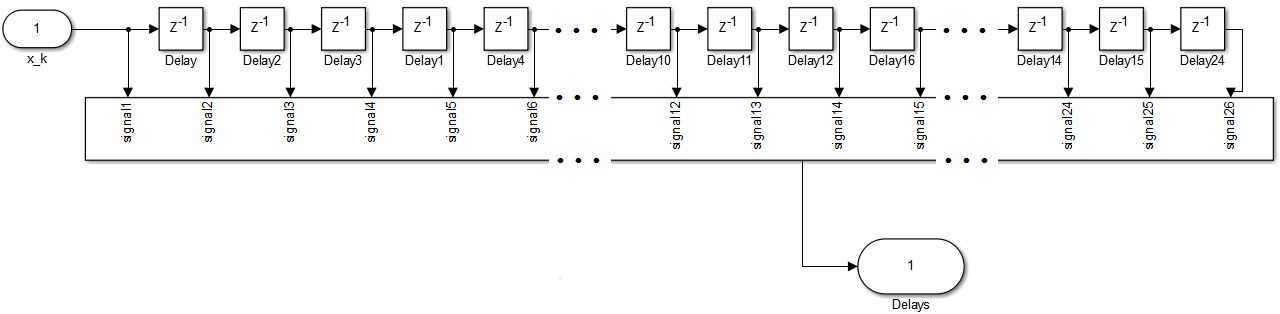 1
x_k
Z-1
Delay
Z-1
Delay2
Z-1
Delay3
Z-1
Delay1
Z-1
Delay4
Z-1
Delay10
Z-1
Delay11
Z-1
Delay12
Z-1
Delay16
Z-1
Delay14
Z-1
Delay15
Z-1
Delay24
signal1
signal2
signal3
signal4
signal5
signal6
signal12
signal13
signal14
signal15
signal24
signal25
signal26
1
Delays